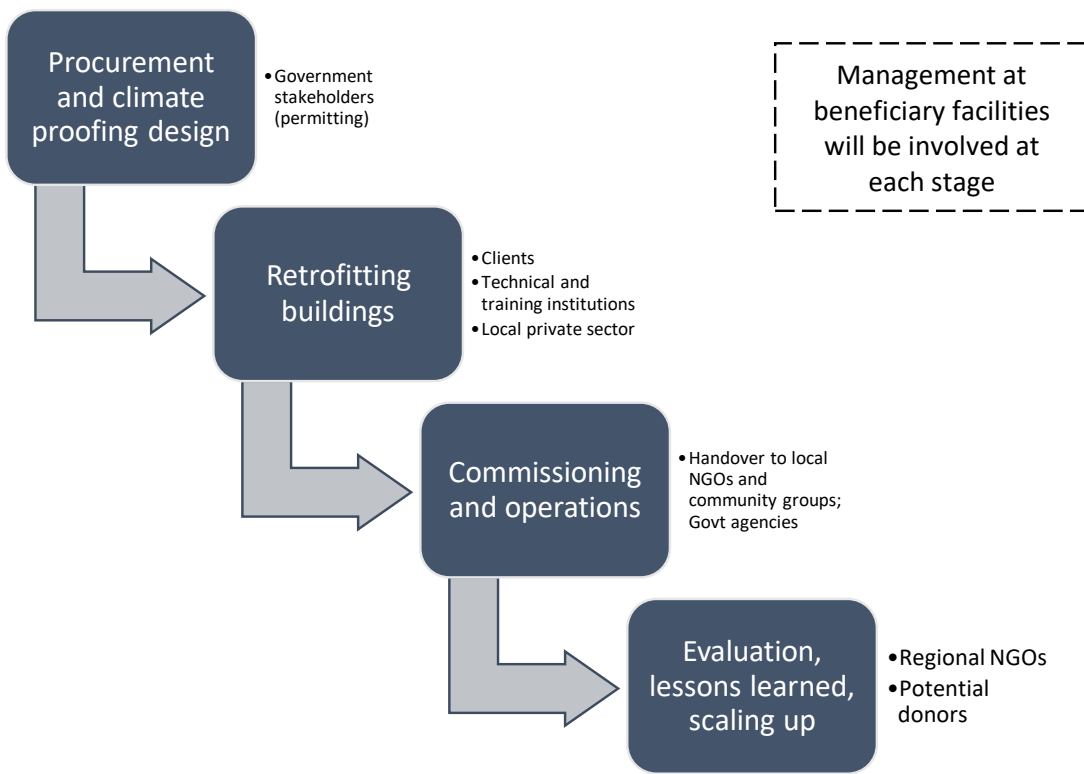 Procurement
and climate
proofing design
•Government
stakeholders
(permitting)
Management at
beneficiary facilities
will be involved at
each stage
Retrofitting
buildings
•Clients
•Technical and
training institutions
•Local private sector
Commissioning
and operations
•Handover to local
NGOs and
community groups;
Govt agencies
Evaluation,
lessons learned,
scaling up
•Regional NGOs
•Potential
donors